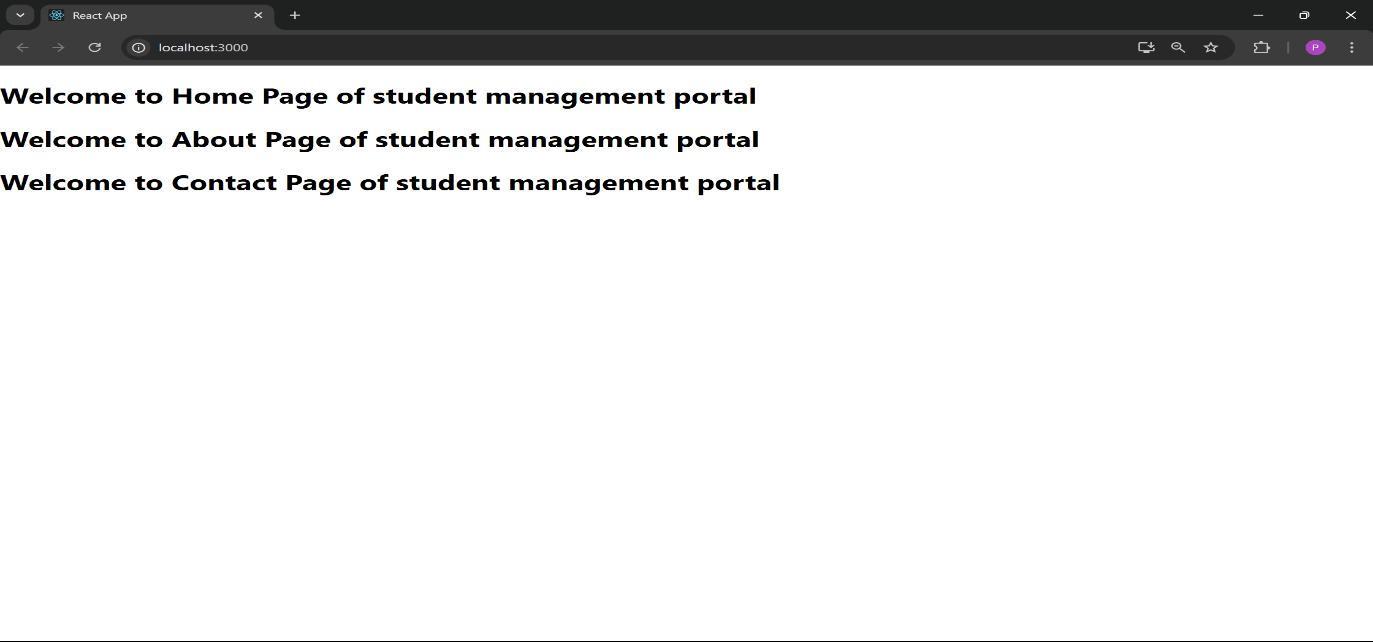 React App
localhost:3000
P
Welcome to Home Page of student management portal
Welcome to About Page of student management portal
Welcome to Contact Page of student management portal